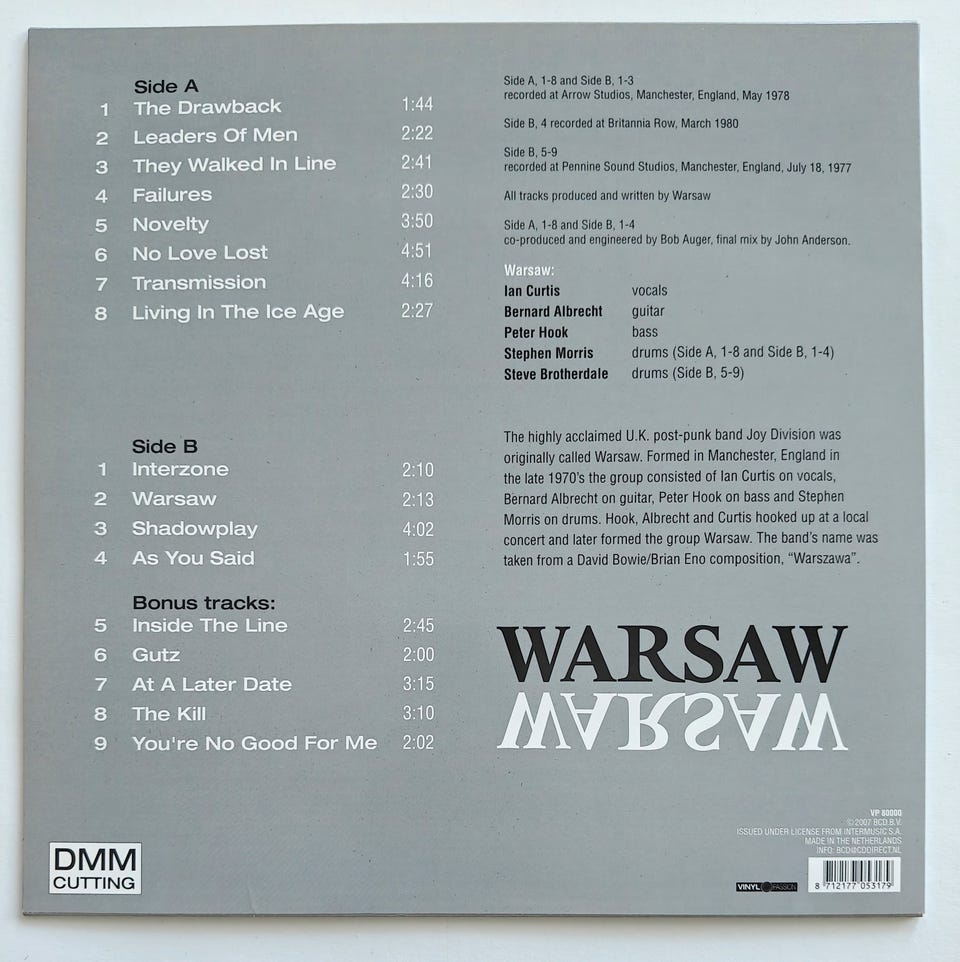 Side A
1 The Drawback 1:44
2 Leaders Of Men 2:22
3 They Walked In Line 2:41
4 Failures 2:30
5 Novelty 3:50
6 No Love Lost 4:51
7 Transmission 4:16
8 Living In The Ice Age 2:27
Side B
1 Interzone 2:10
2 Warsaw 2:13
3 Shadowplay 4:02
4 As You Said 1:55
Bonus tracks:
5 Inside The Line 2:45
6 Gutz 2:00
7 At A Later Date 3:15
8 The Kill 3:10
9 You're No Good For Me 2:02
DMM
CUTTING
Side A, 1-8 and Side B, 1-3
recorded at Arrow Studios, Manchester, England, May 1978
Side B, 4 recorded at Britannia Row, March 1980
Side B, 5-9
recorded at Pennine Sound Studios, Manchester, England, July 18, 1977
All tracks produced and written by Warsaw
Side A, 1-8 and Side B, 1-4
co-produced and engineered by Bob Auger, final mix by John Anderson.
Warsaw:
Ian Curtis vocals
Bernard Albrecht guitar
Peter Hook bass
Stephen Morris drums (Side A, 1-8 and Side B, 1-4)
Steve Brotherdale drums (Side B, 5-9)
The highly acclaimed U.K. post-punk band Joy Division was
originally called Warsaw. Formed in Manchester, England in
the late 1970's the group consisted of Ian Curtis on vocals,
Bernard Albrecht on guitar, Peter Hook on bass and Stephen
Morris on drums. Hook, Albrecht and Curtis hooked up at a local
concert and later formed the group Warsaw. The band's name was
taken from a David Bowie/Brian Eno composition, “Warszawa”.
WARSAW
WARSAW
VP 80000
©2007 BCD B.V.
ISSUED UNDER LICENSE FROM INTERMUSIC S.A.
MADE IN THE NETHERLANDS
INFO: BCD@CDDIRECT.NL
VINYL PASSION
8 712177 053179